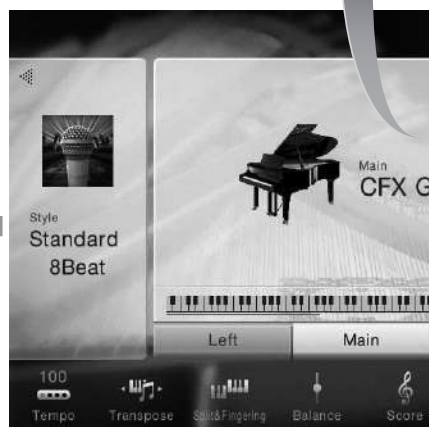 Style
Standard
8Beat
Main
CFX G
Left
Main
100
Tempo
Transpose
Split&Fingering
Balance
Score